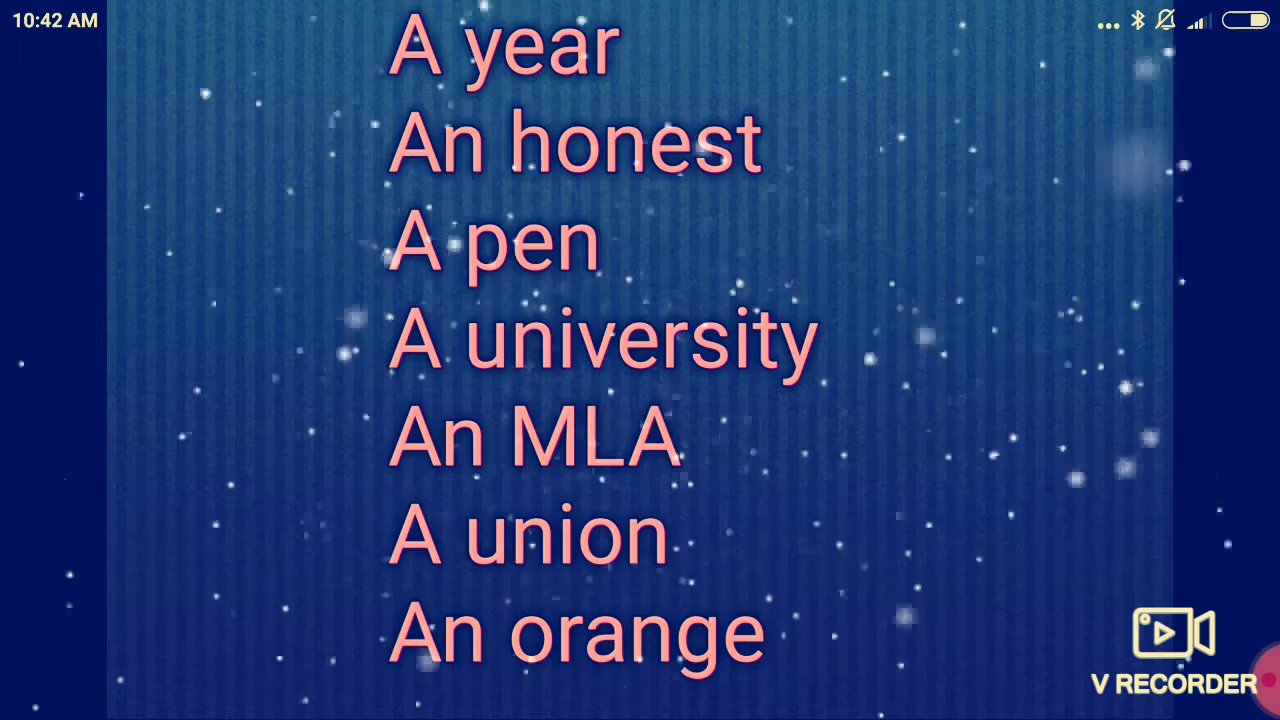 10:42 AM
A year
An honest
A pen
A university
An MLA
A union
An orange
V RECORDER